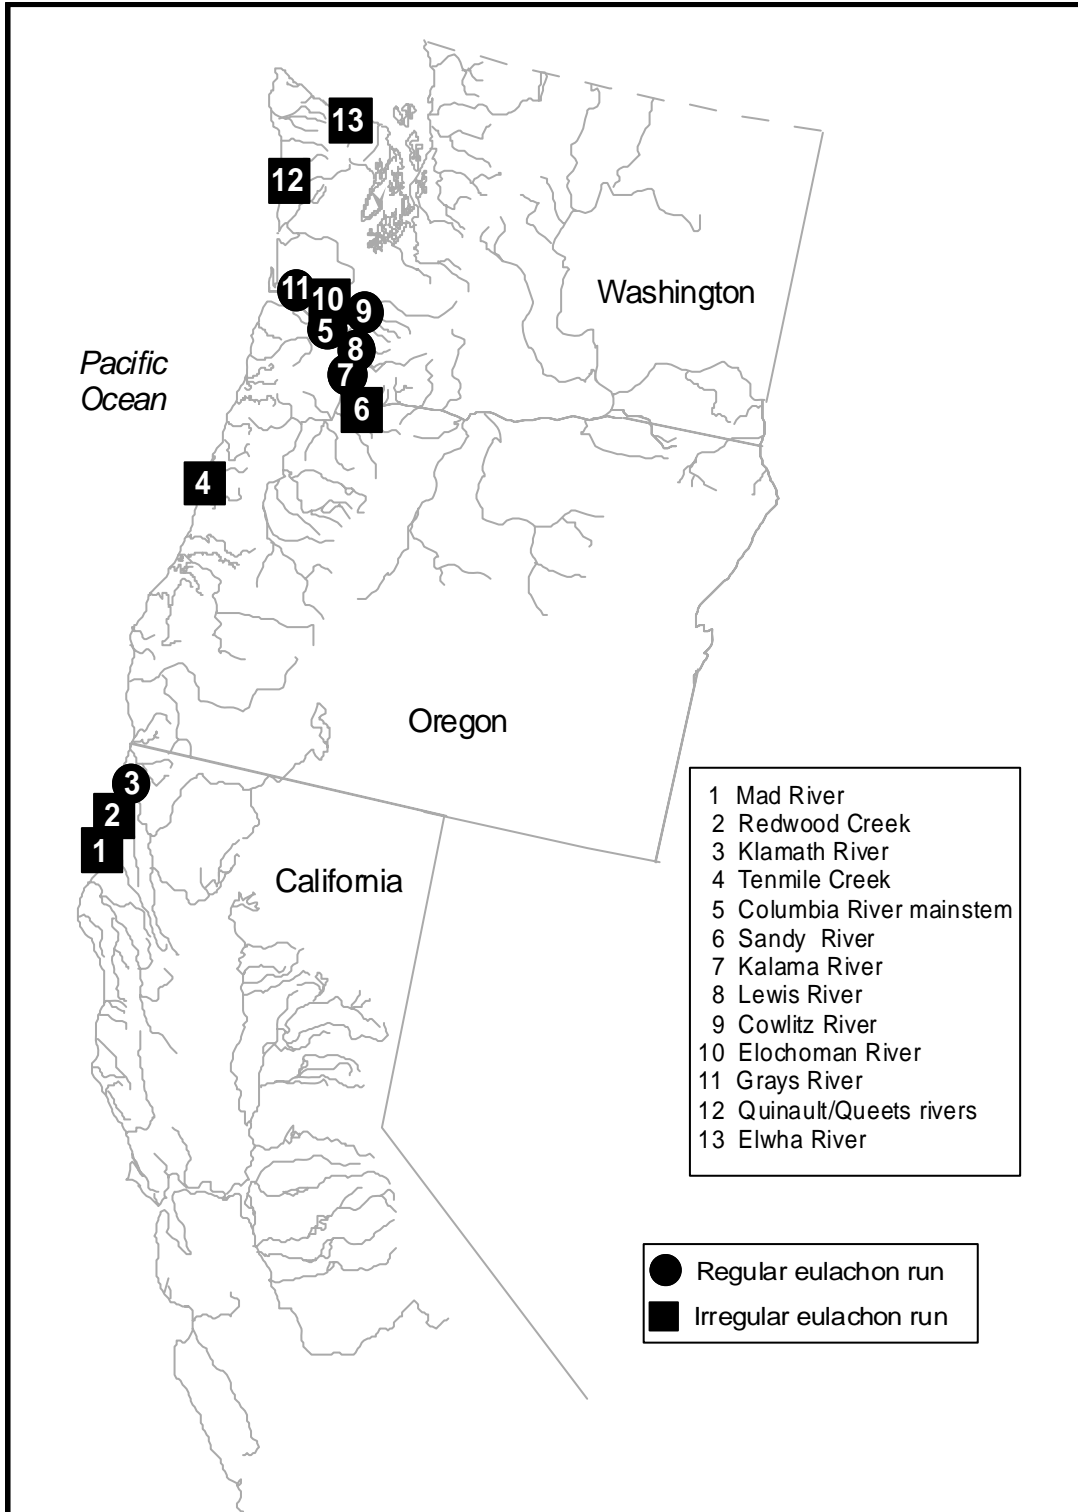 13
12
11
10
9
5
8
7
6
4
3
2
1
Washington
Pacific
Ocean
Oregon
California
1 Mad River
2 Redwood Creek
3 Klamath River
4 Tenmile Creek
5 Columbia River mainstem
6 Sandy River
7 Kalama River
8 Lewis River
9 Cowlitz River
10 Elochoman River
11 Grays River
12 Quinault/Queets rivers
13 Elwha River
Regular eulachon run
Irregular eulachon run